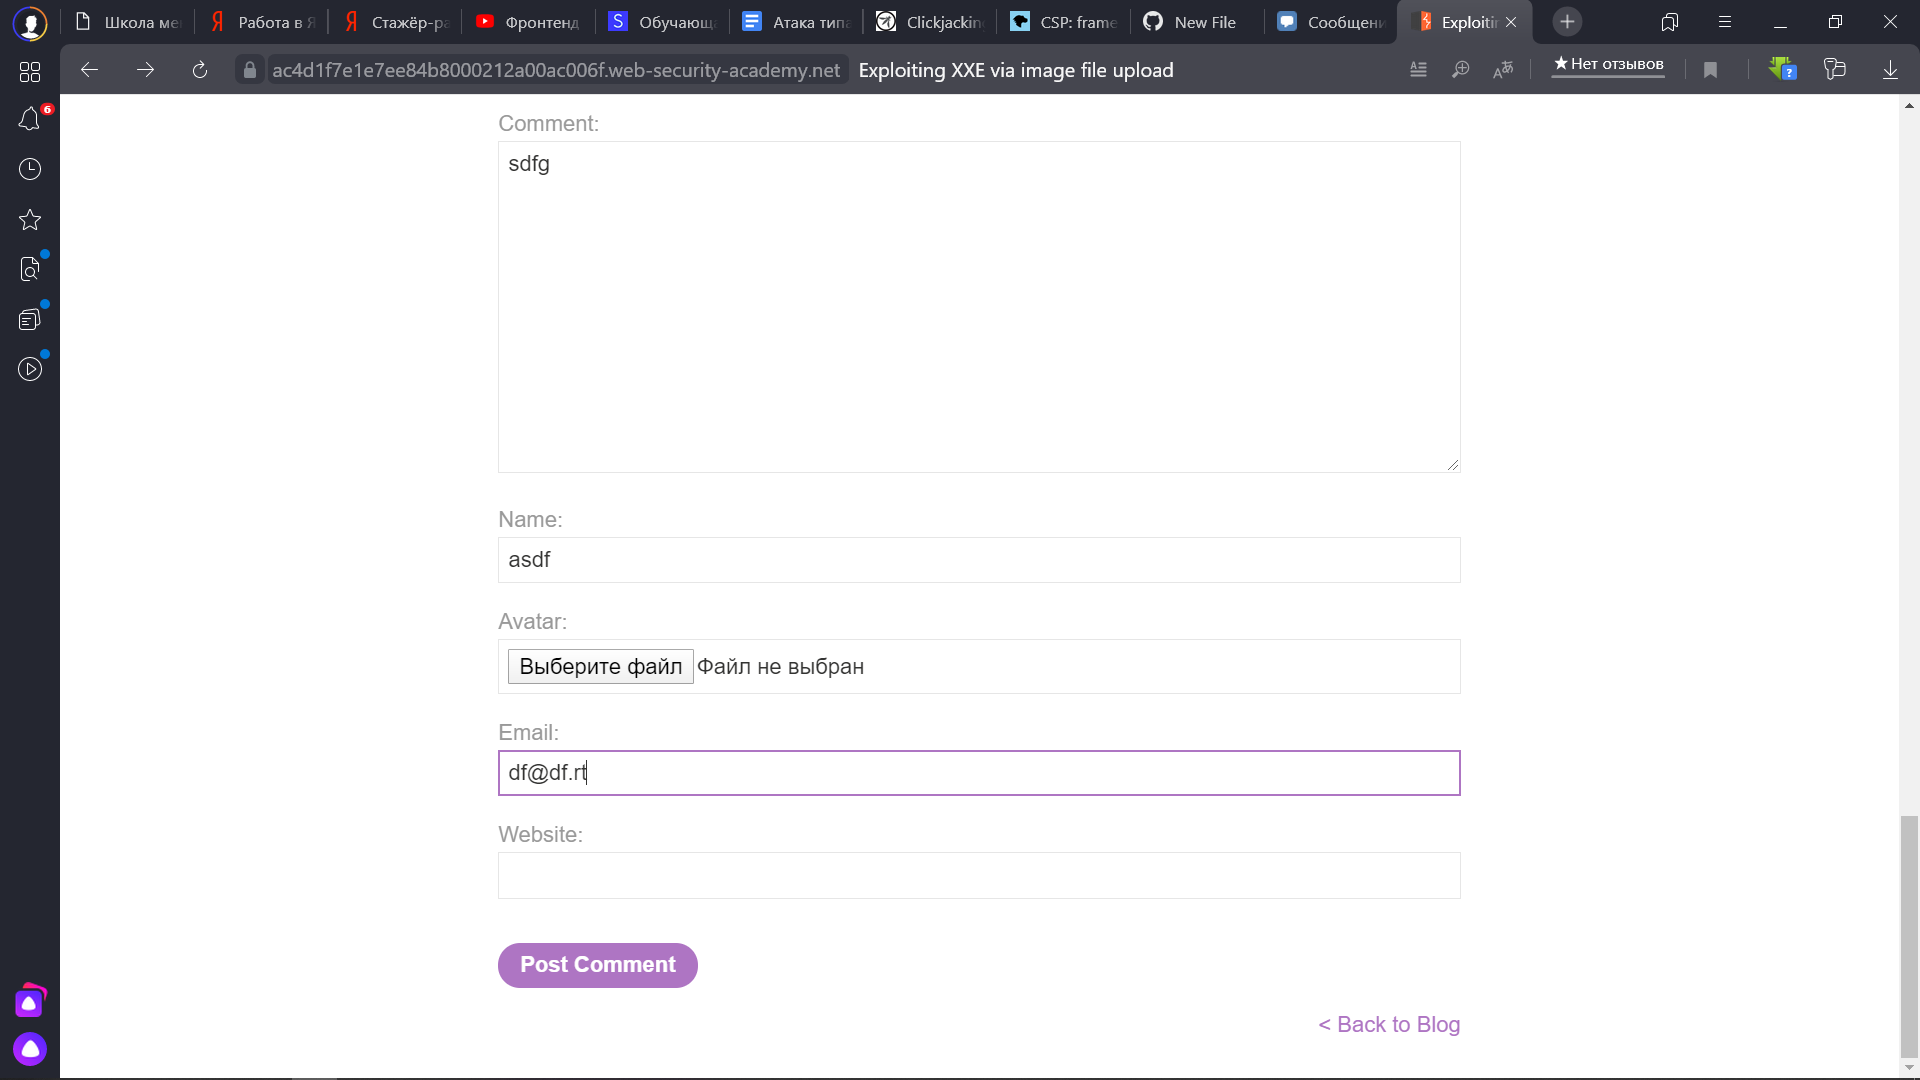 Школа ме
Работа в Я
Стажёр-ра
Фронтенд
Обучающ
Атака типа
Clickjackin
CSP: frame
New File
Сообщени
Exploitin
ac4d1f7e1e7ee84b8000212a00ac006f.web-security-academy.net Exploiting XXE via image file upload
★ Нет отзывов
6
Comment:
sdfg
Name:
asdf
Avatar:
Выберите файл Файл не выбран
Email:
df@df.rt
Website:
Post Comment
< Back to Blog